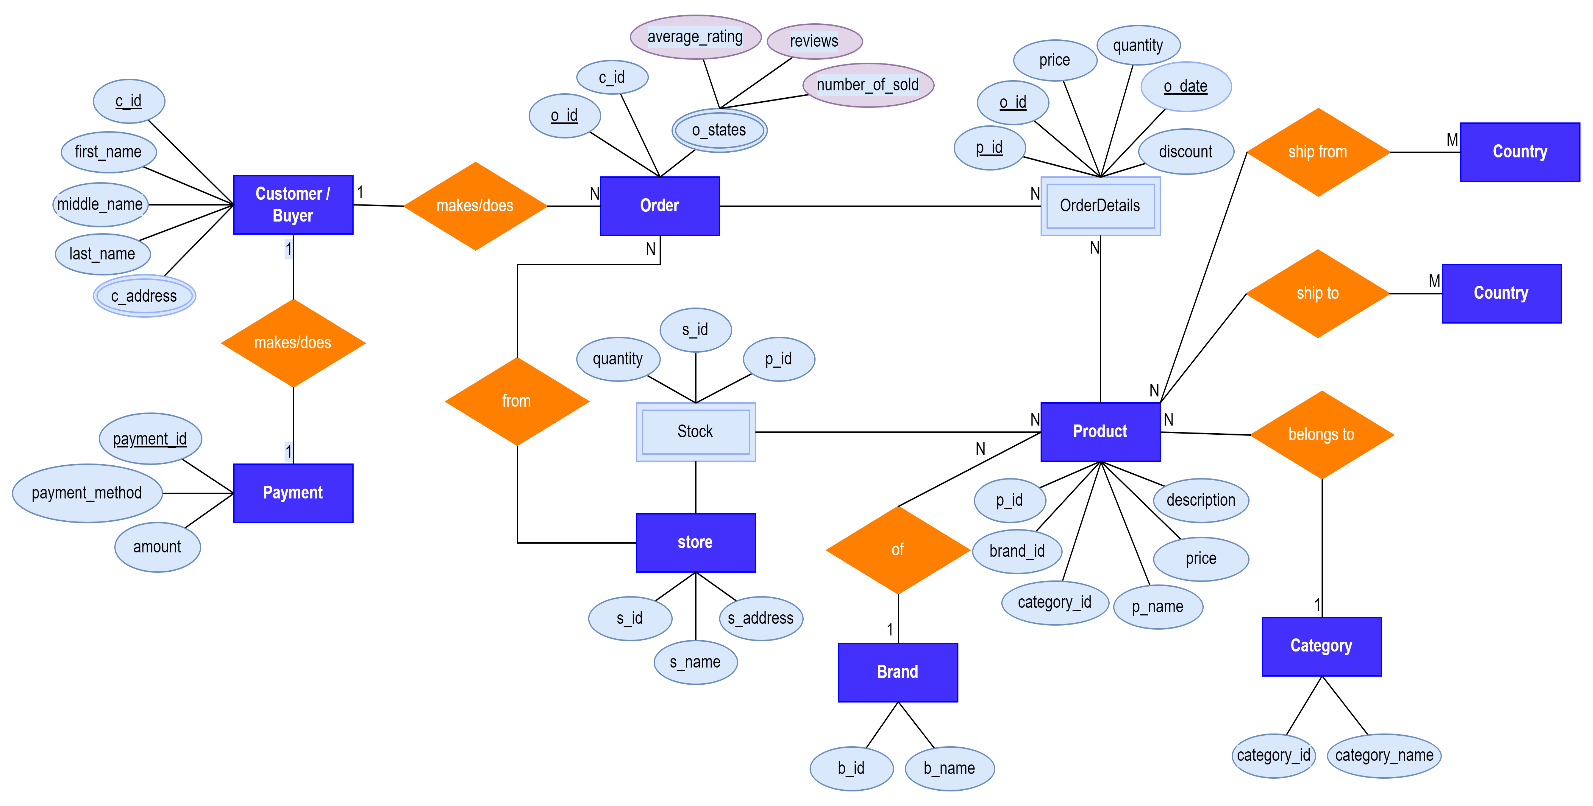 average_rating
reviews
number_of_sold
c_id
o_id
o_states
quantity
price
o_date
o_id
p_id
discount
c_id
first_name
middle_name
last_name
c_address
Customer /
Buyer
1
makes/does
N
Order
N
OrderDetails
N
N
ship from
M
Country
ship to
M
Country
1
makes/does
1
N
from
s_id
quantity
p_id
Stock
N
N
N
N
Product
belongs to
payment_id
payment_method
amount
Payment
p_id
description
brand_id
price
category_id
p_name
of
store
s_id
s_address
s_name
1
Brand
b_id
b_name
1
Category
category_id
category_name